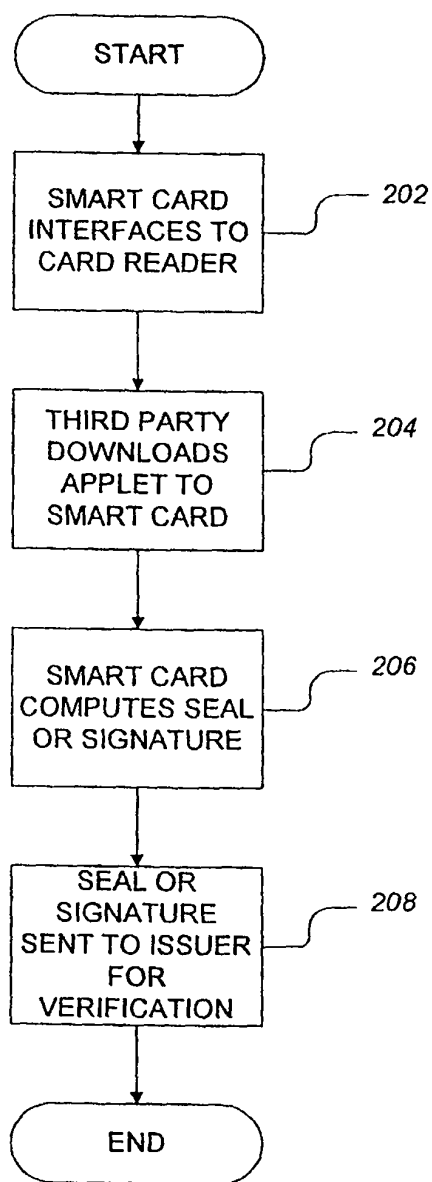 START
SMART CARD
INTERFACES TO
CARD READER
202
THIRD PARTY
DOWNLOADS
APPLET TO
SMART CARD
204
SMART CARD
COMPUTES SEAL
OR SIGNATURE
206
SEAL OR
SIGNATURE
SENT TO ISSUER
FOR
VERIFICATION
208
END